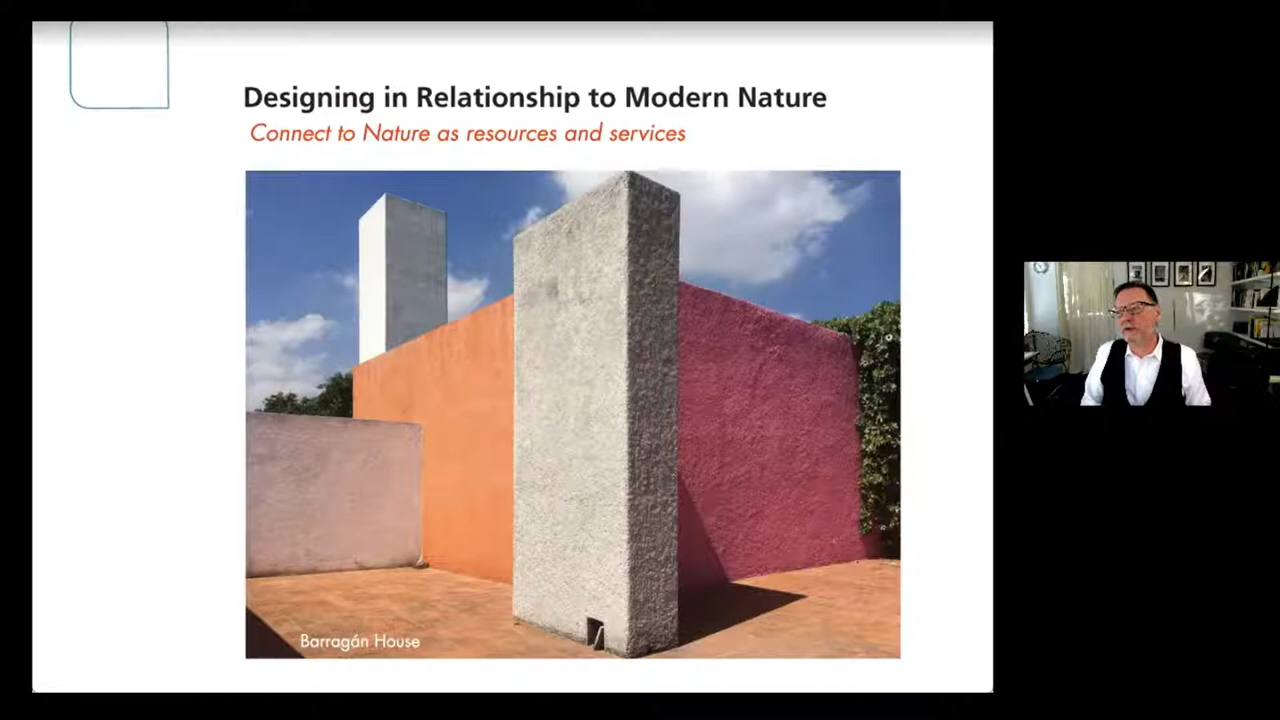 Designing in Relationship to Modern Nature
Connect to Nature as resources and services
Barragán House